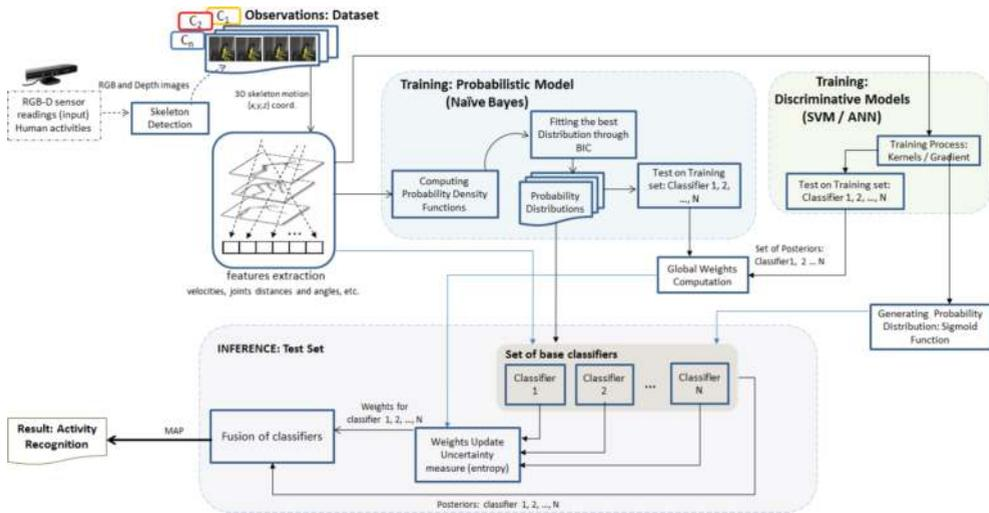 C1
C2
Cn
Observations: Dataset
RGB and Depth images
RGB-D sensor
readings (input)
Human activities
Skeleton
Detection
3D skeleton motion
(x,y,z) coord.
...
features extraction
velocities, joints distances and angles, etc.
Training: Probabilistic Model
(Naïve Bayes)
Computing
Probability Density
Functions
Fitting the best
Distribution through
BIC
Probability
Distributions
Test on Training
set: Classifier 1, 2,
..., N
Training:
Discriminative Models
(SVM / ANN)
Training Process:
Kernels / Gradient
Test on Training set:
Classifier 1, 2, ..., N
Set of Posteriors:
Classifier1, 2 ... N
Global Weights
Computation
Generating Probability
Distribution: Sigmoid
Function
INFERENCE: Test Set
Set of base classifiers
Classifier
1
Classifier
2
...
Classifier
N
Weights for
classifier 1, 2, ..., N
Weights Update
Uncertainty
measure (entropy)
Fusion of classifiers
MAP
Result: Activity
Recognition
Posteriors: classifier 1, 2, ..., N